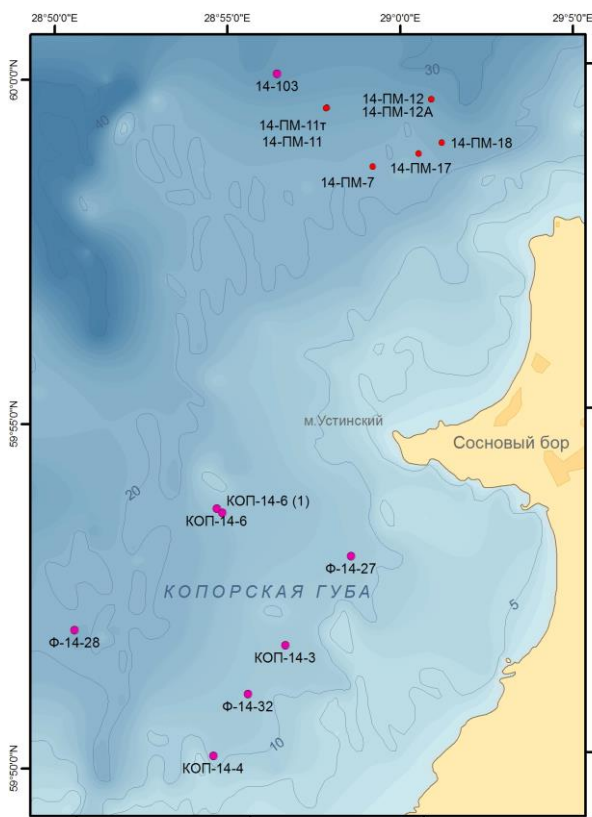 28°50'0"E
28°55'0"E
29°0'0"E
29°5'0"E
60°0'0"N
30
14-103
40
14-ПМ-12
14-ПМ-12А
14-ПМ-11т
14-ПМ-11
14-ПМ-18
14-ПМ-17
14-ПМ-7
59°55'0"N
м.Устинский
Сосновый бор
20
КОП-14-6 (1)
КОП-14-6
Ф-14-27
КОПОРСКАЯ ГУБА
5
Ф-14-28
КОП-14-3
Ф-14-32
10
КОП-14-4
59°50'0"N